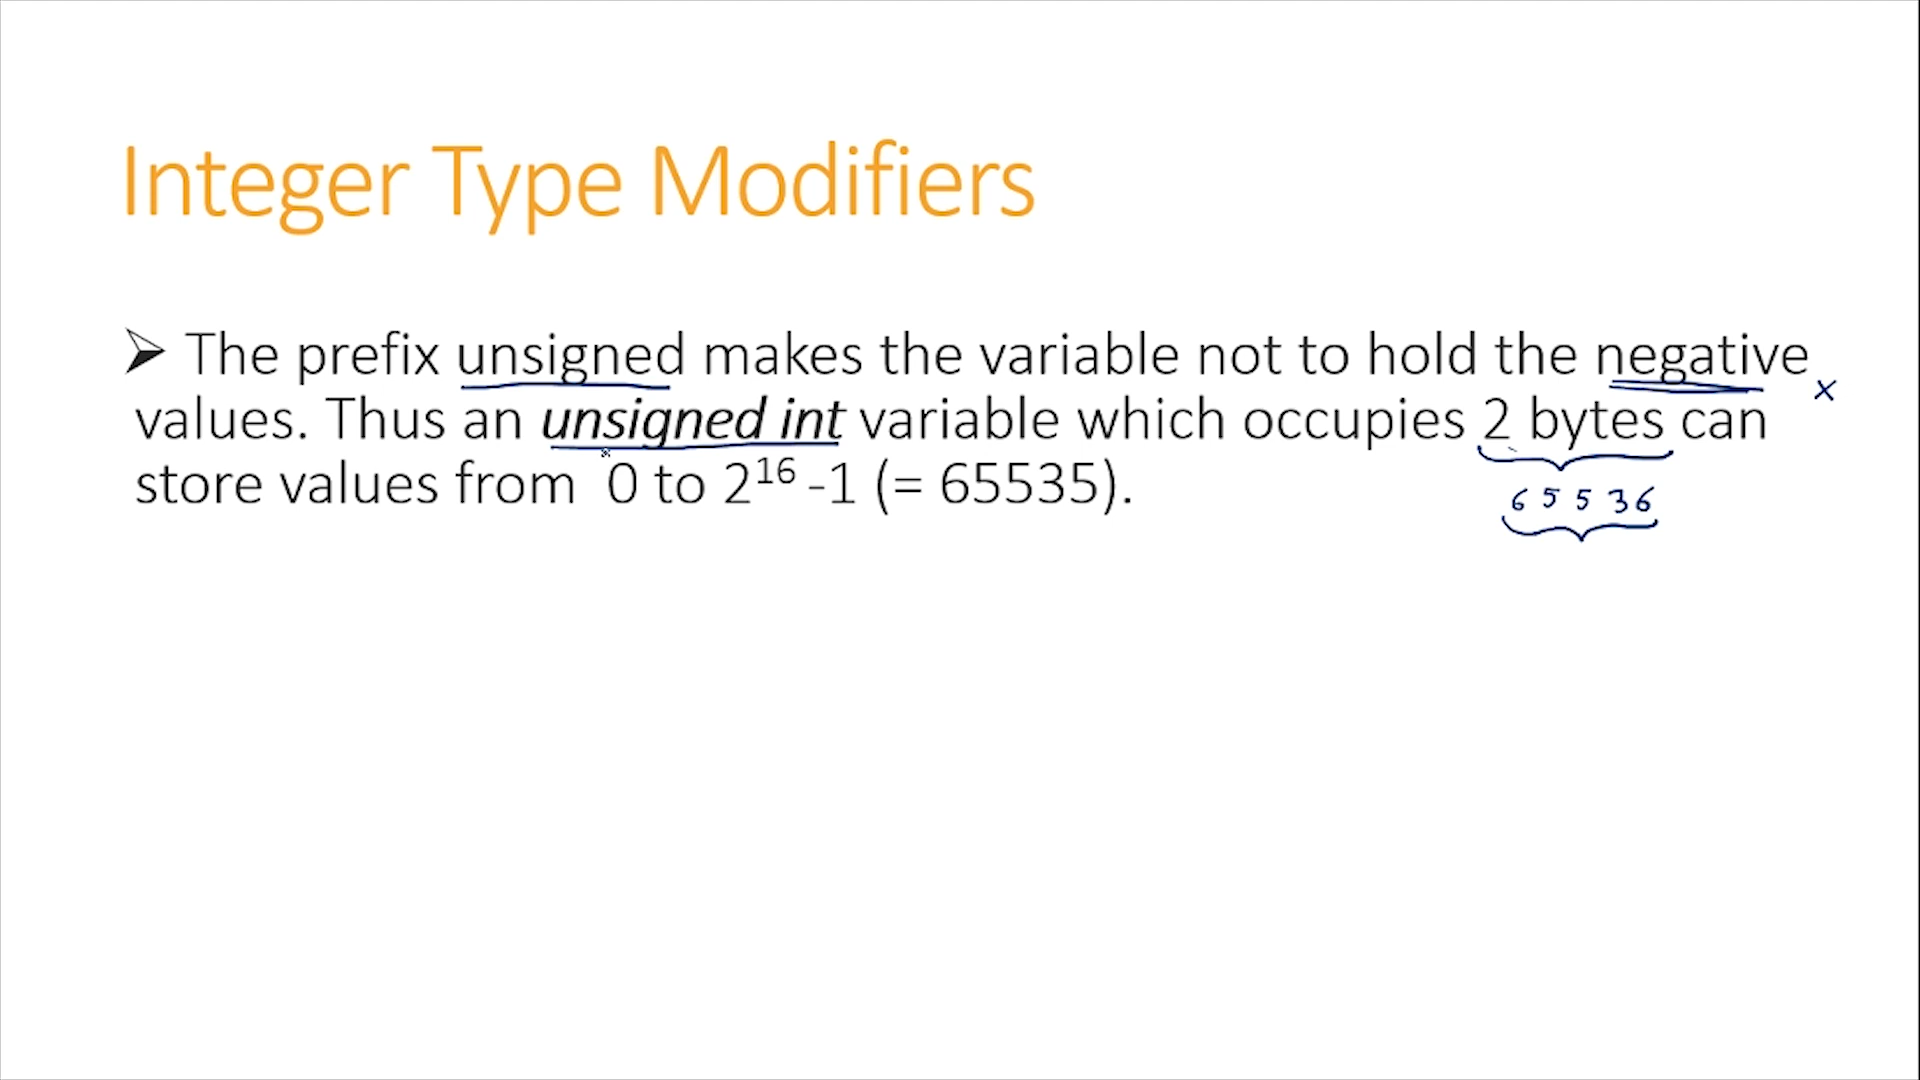 Integer Type Modifiers
➢ The prefix unsigned makes the variable not to hold the negative x
values. Thus an unsigned int variable which occupies 2 bytes can
store values from 0 to 2¹⁶ -1 (= 65535).
65536